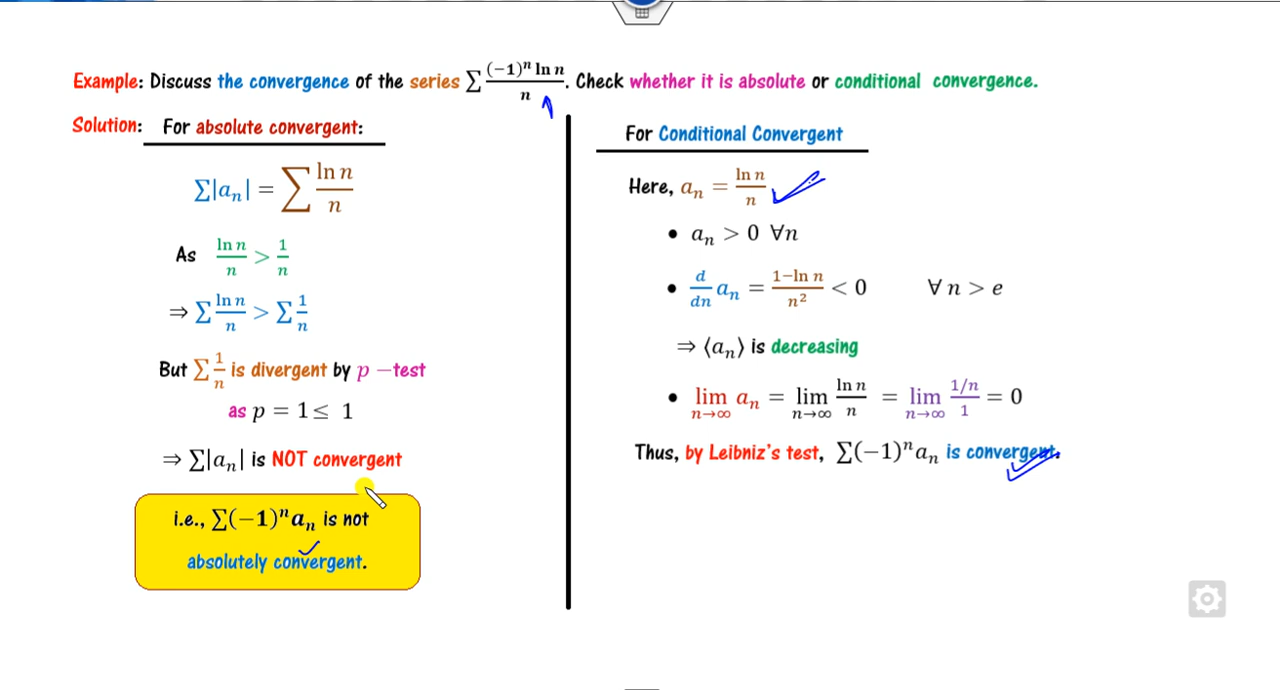 Example: Discuss the convergence of the series ∑ (−1)ⁿ ln n / n. Check whether it is absolute or conditional convergence.
Solution: For absolute convergent:
∑|aₙ| = ∑ ln n / n
As ln n / n > 1 / n
⇒ ∑ ln n / n > ∑ 1 / n
But ∑ 1 / n is divergent by p −test
as p = 1 ≤ 1
⇒ ∑|aₙ| is NOT convergent
i.e., ∑(−1)ⁿaₙ is not
absolutely convergent.
For Conditional Convergent
Here, aₙ = ln n / n
• aₙ > 0 ∀n
• d/dn aₙ = 1−ln n / n² < 0 ∀ n > e
⇒ ⟨aₙ⟩ is decreasing
• lim n→∞ aₙ = lim n→∞ ln n / n = lim n→∞ 1/n / 1 = 0
Thus, by Leibniz's test, ∑(−1)ⁿaₙ is convergent.